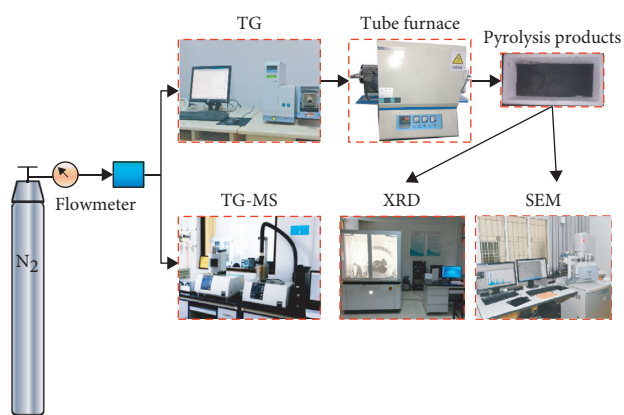 TG
Tube furnace
Pyrolysis products
Flowmeter
TG-MS
XRD
SEM
N2